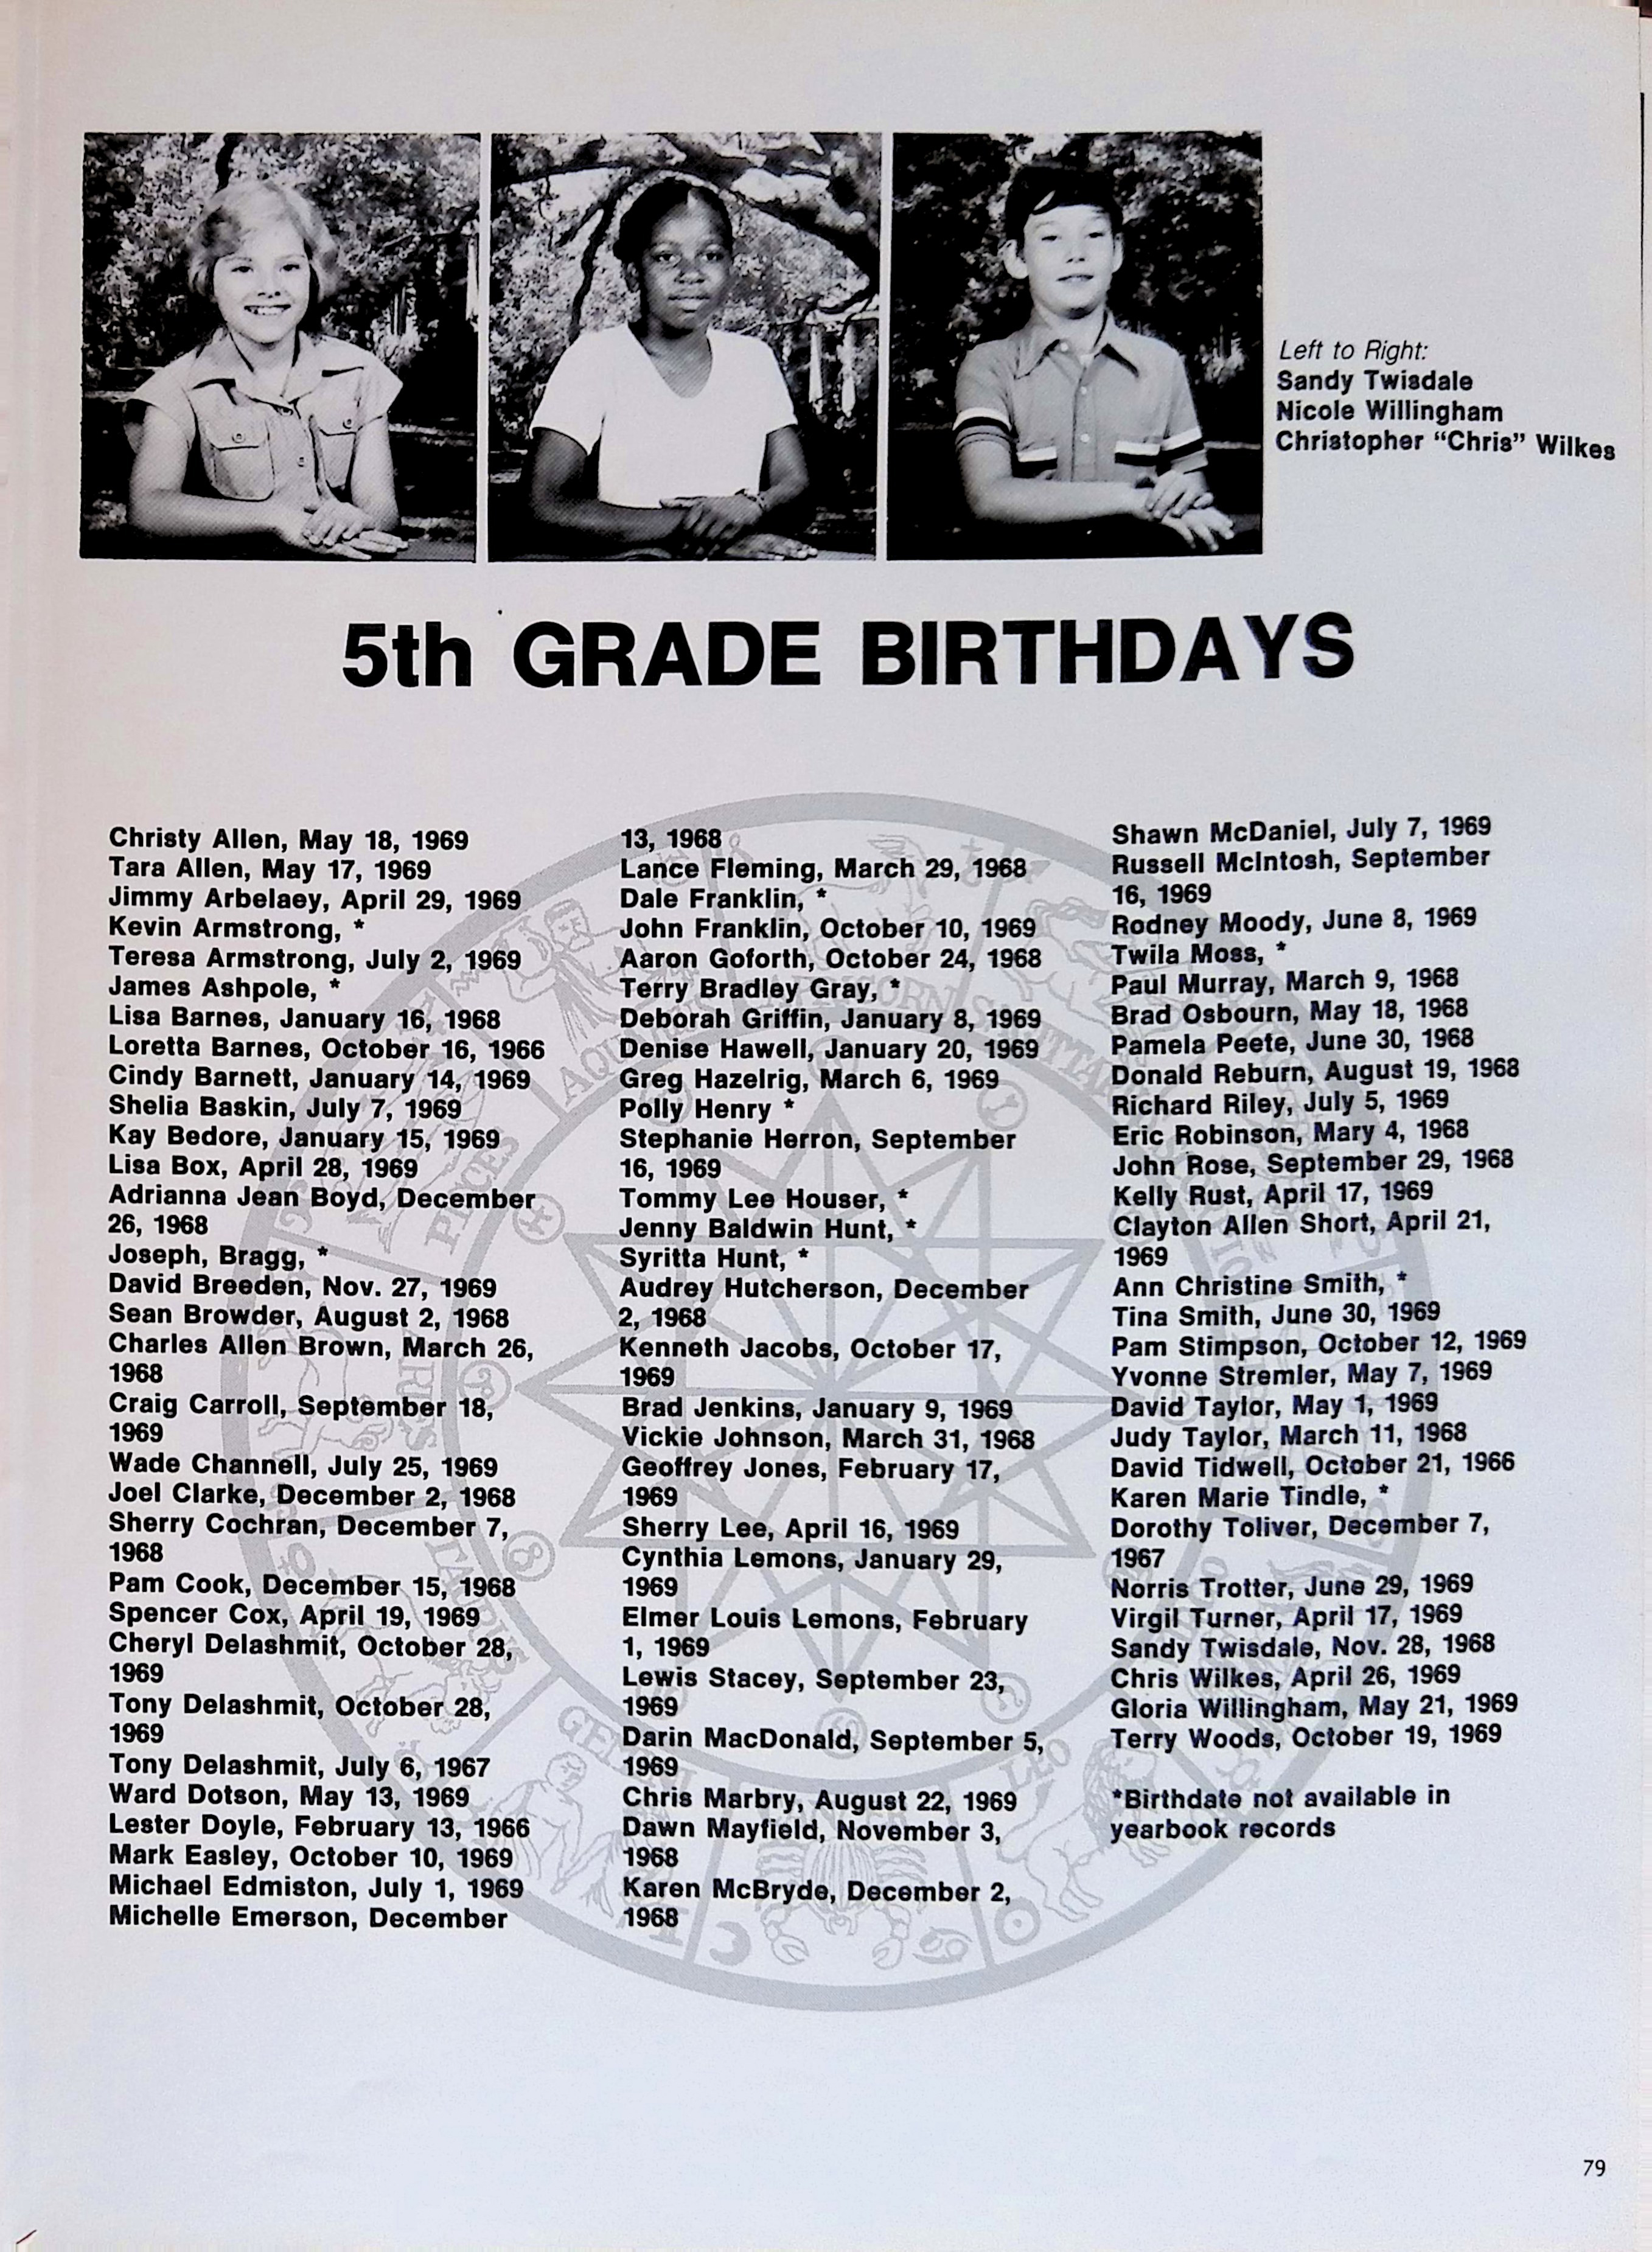 Left to Right:
Sandy Twisdale
Nicole Willingham
Christopher “Chris” Wilkes
5th GRADE BIRTHDAYS
Christy Allen, May 18, 1969
Tara Allen, May 17, 1969
Jimmy Arbelaey, April 29, 1969
Kevin Armstrong, *
Teresa Armstrong, July 2, 1969
James Ashpole, *
Lisa Barnes, January 16, 1968
Loretta Barnes, October 16, 1966
Cindy Barnett, January 14, 1969
Shelia Baskin, July 7, 1969
Kay Bedore, January 15, 1969
Lisa Box, April 28, 1969
Adrianna Jean Boyd, December
26, 1968
Joseph, Bragg, *
David Breeden, Nov. 27, 1969
Sean Browder, August 2, 1968
Charles Allen Brown, March 26,
1968
Craig Carroll, September 18,
1969
Wade Channell, July 25, 1969
Joel Clarke, December 2, 1968
Sherry Cochran, December 7,
1968
Pam Cook, December 15, 1968
Spencer Cox, April 19, 1969
Cheryl Delashmit, October 28,
1969
Tony Delashmit, October 28,
1969
Tony Delashmit, July 6, 1967
Ward Dotson, May 13, 1969
Lester Doyle, February 13, 1966
Mark Easley, October 10, 1969
Michael Edmiston, July 1, 1969
Michelle Emerson, December
13, 1968
Lance Fleming, March 29, 1968
Dale Franklin, *
John Franklin, October 10, 1969
Aaron Goforth, October 24, 1968
Terry Bradley Gray, *
Deborah Griffin, January 8, 1969
Denise Hawell, January 20, 1969
Greg Hazelrig, March 6, 1969
Polly Henry *
Stephanie Herron, September
16, 1969
Tommy Lee Houser, *
Jenny Baldwin Hunt, *
Syritta Hunt, *
Audrey Hutcherson, December
2, 1968
Kenneth Jacobs, October 17,
1969
Brad Jenkins, January 9, 1969
Vickie Johnson, March 31, 1968
Geoffrey Jones, February 17,
1969
Sherry Lee, April 16, 1969
Cynthia Lemons, January 29,
1969
Elmer Louis Lemons, February
1, 1969
Lewis Stacey, September 23,
1969
Darin MacDonald, September 5,
1969
Chris Marbry, August 22, 1969
Dawn Mayfield, November 3,
1968
Karen McBryde, December 2,
1968
Shawn McDaniel, July 7, 1969
Russell McIntosh, September
16, 1969
Rodney Moody, June 8, 1969
Twila Moss, *
Paul Murray, March 9, 1968
Brad Osbourn, May 18, 1968
Pamela Peete, June 30, 1968
Donald Reburn, August 19, 1968
Richard Riley, July 5, 1969
Eric Robinson, Mary 4, 1968
John Rose, September 29, 1968
Kelly Rust, April 17, 1969
Clayton Allen Short, April 21,
1969
Ann Christine Smith, *
Tina Smith, June 30, 1969
Pam Stimpson, October 12, 1969
Yvonne Stremler, May 7, 1969
David Taylor, May 1, 1969
Judy Taylor, March 11, 1968
David Tidwell, October 21, 1966
Karen Marie Tindle, *
Dorothy Toliver, December 7,
1967
Norris Trotter, June 29, 1969
Virgil Turner, April 17, 1969
Sandy Twisdale, Nov. 28, 1968
Chris Wilkes, April 26, 1969
Gloria Willingham, May 21, 1969
Terry Woods, October 19, 1969
*Birthdate not available in
yearbook records
AQUARIUS
PISCES
ARIES
TAURUS
GEMINI
LEO
79